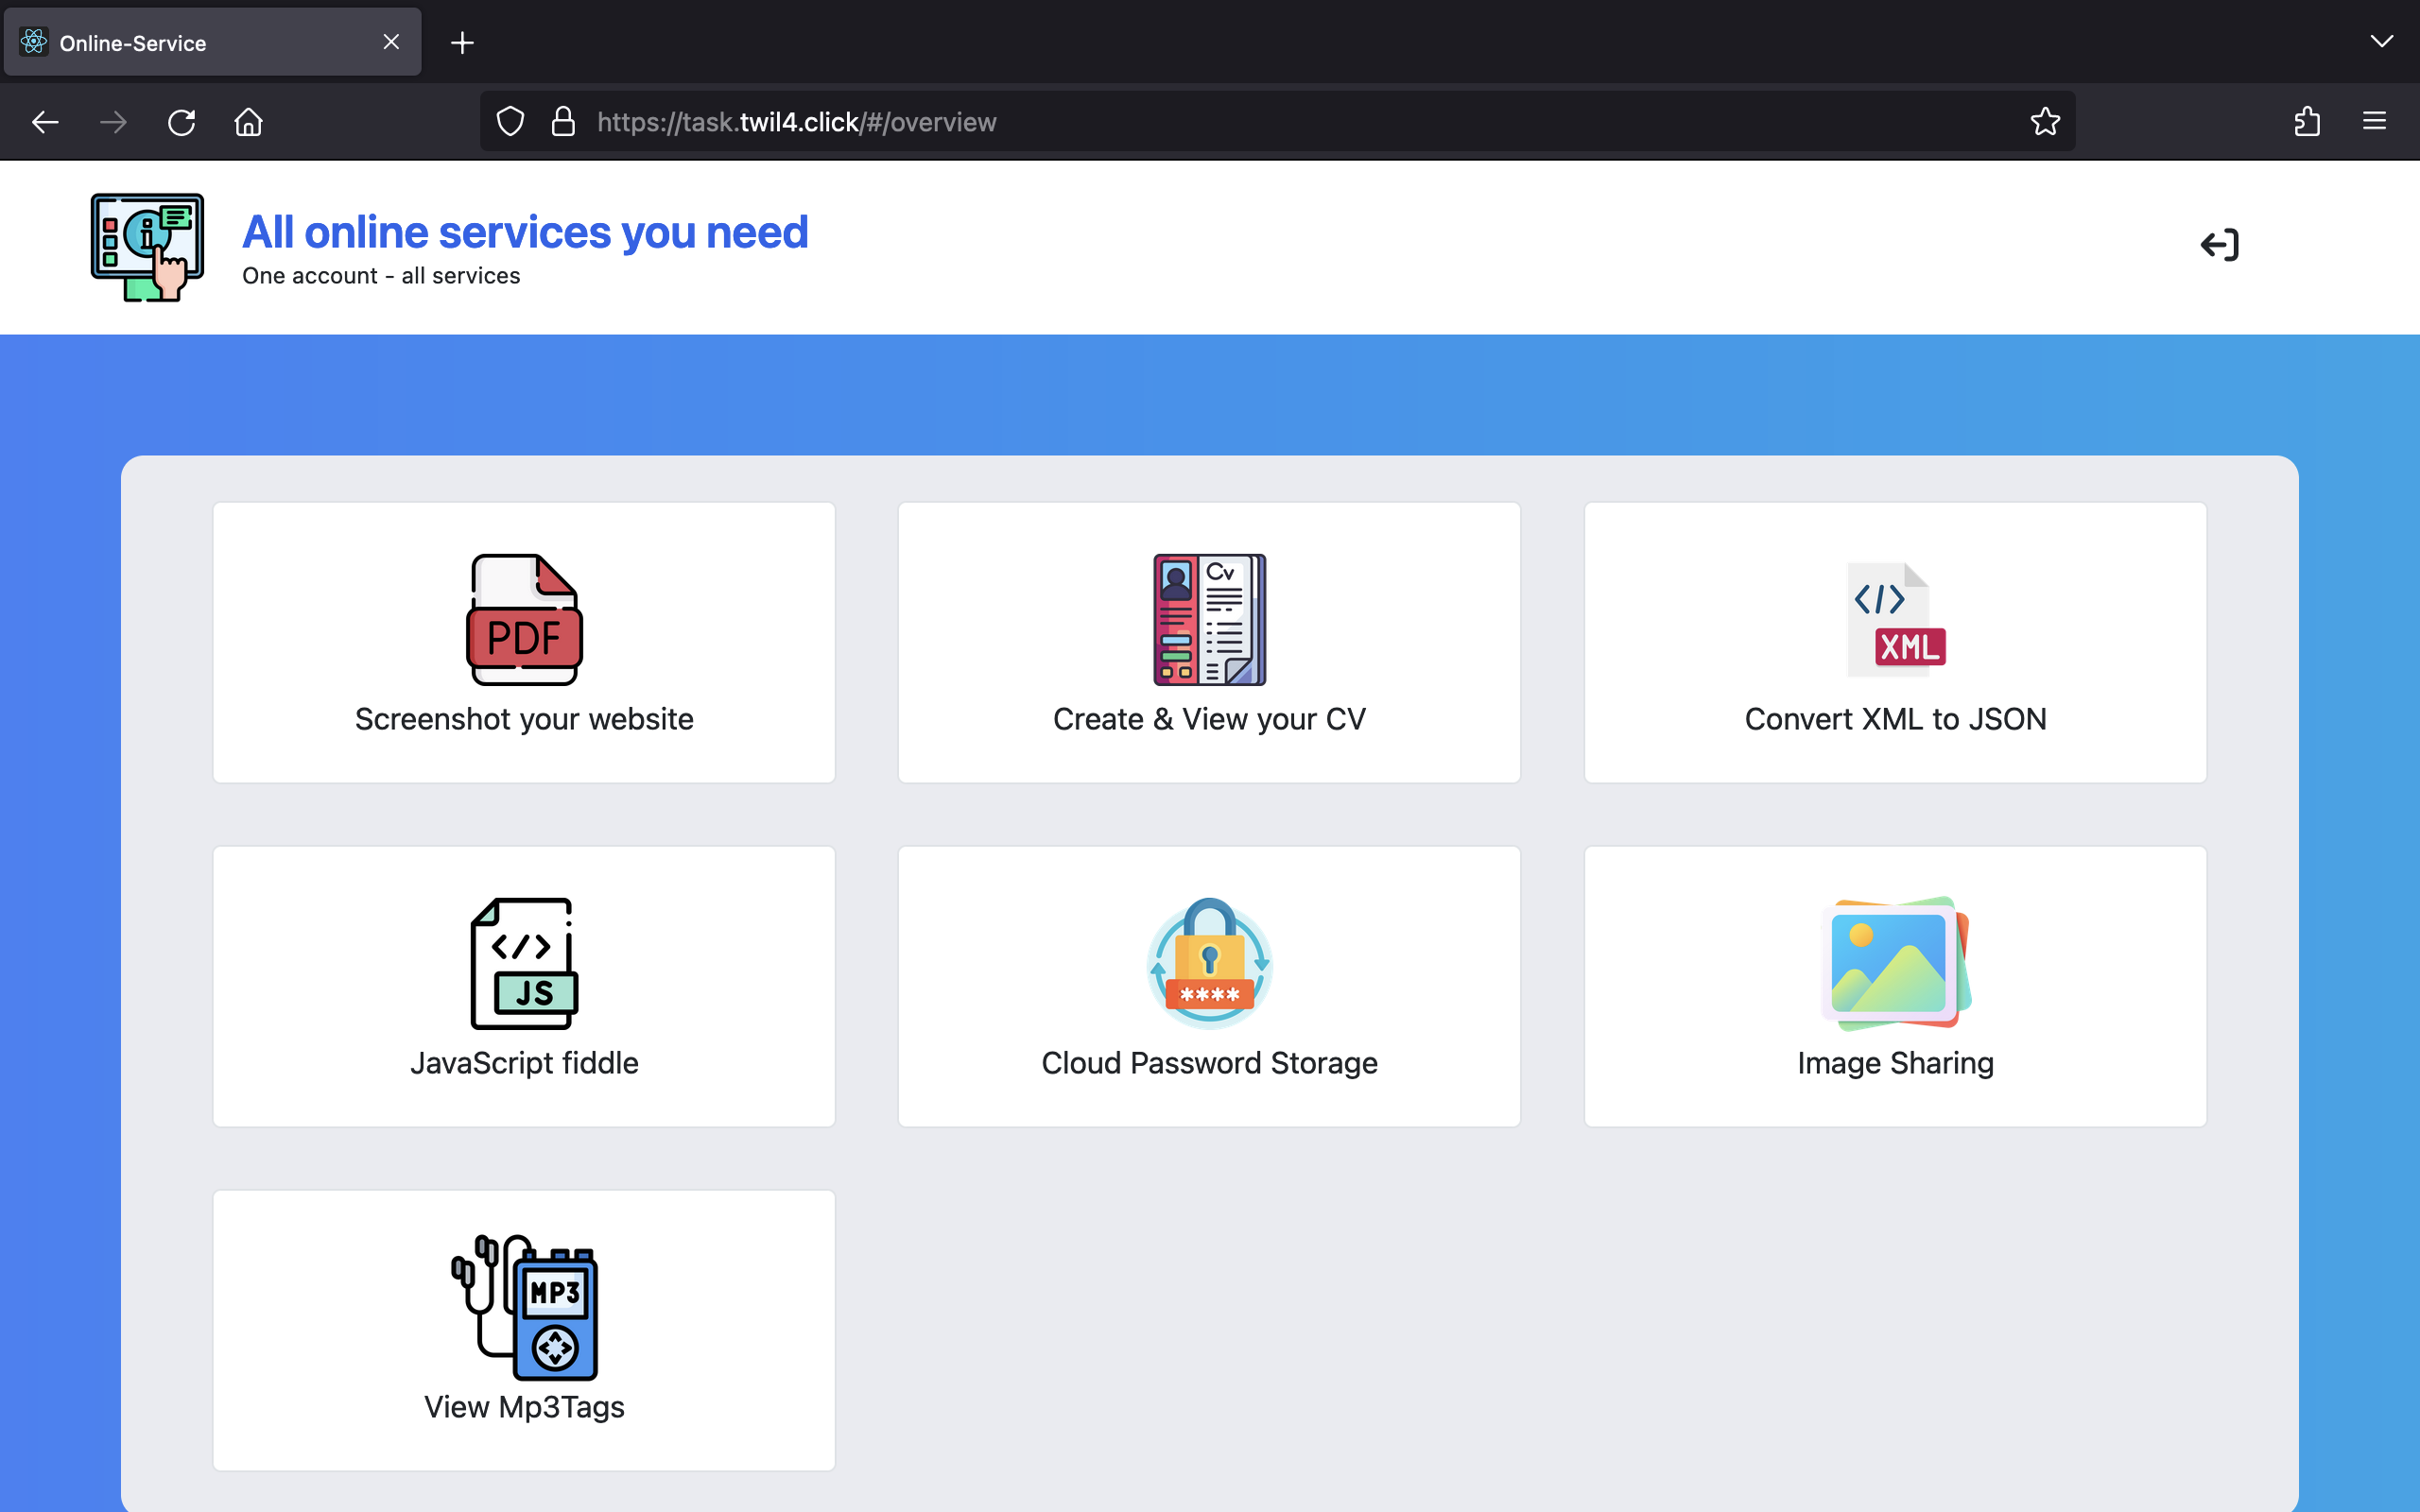 Online-Service
https://task.twil4.click/#/overview
All online services you need
One account - all services
PDF
Screenshot your website
Cv
Create & View your CV
</>
XML
Convert XML to JSON
</>
JS
JavaScript fiddle
****
Cloud Password Storage
Image Sharing
MP3
View Mp3Tags